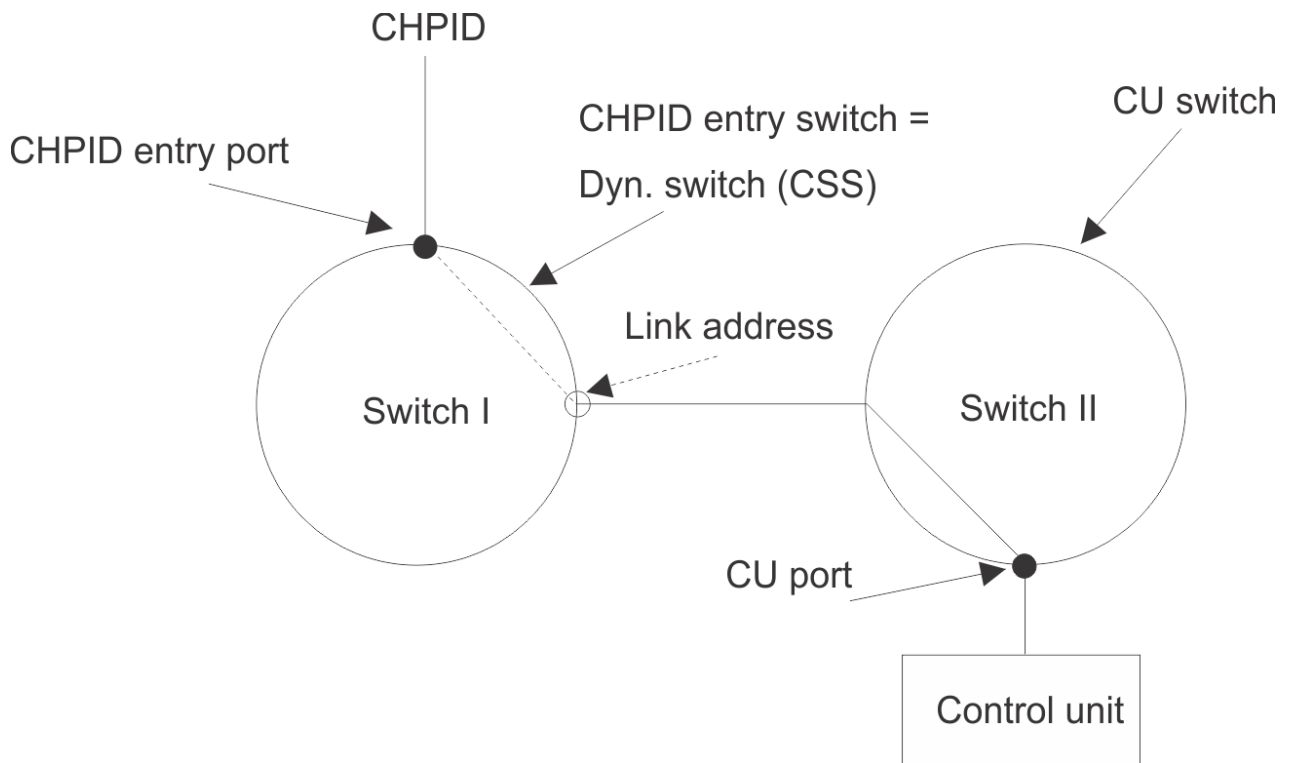 CHPID
CHPID entry port
CHPID entry switch =
Dyn. switch (CSS)
CU switch
Link address
Switch I
Switch II
CU port
Control unit